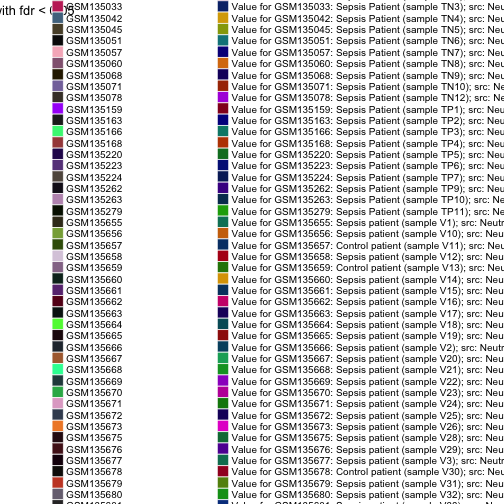 with fdr < 0
GSM135033 Value for GSM135033: Sepsis Patient (sample TN3); src: Neu
GSM135042 Value for GSM135042: Sepsis Patient (sample TN4); src: Neu
GSM135045 Value for GSM135045: Sepsis Patient (sample TN5); src: Neu
GSM135051 Value for GSM135051: Sepsis Patient (sample TN6); src: Neu
GSM135057 Value for GSM135057: Sepsis Patient (sample TN7); src: Neu
GSM135060 Value for GSM135060: Sepsis Patient (sample TN8); src: Neu
GSM135068 Value for GSM135068: Sepsis Patient (sample TN9); src: Neu
GSM135071 Value for GSM135071: Sepsis Patient (sample TN10); src: Ne
GSM135078 Value for GSM135078: Sepsis Patient (sample TN12); src: Ne
GSM135159 Value for GSM135159: Sepsis Patient (sample TP1); src: Neu
GSM135163 Value for GSM135163: Sepsis Patient (sample TP2); src: Neu
GSM135166 Value for GSM135166: Sepsis Patient (sample TP3); src: Neu
GSM135168 Value for GSM135168: Sepsis Patient (sample TP4); src: Neu
GSM135220 Value for GSM135220: Sepsis Patient (sample TP5); src: Neu
GSM135223 Value for GSM135223: Sepsis Patient (sample TP6); src: Neu
GSM135224 Value for GSM135224: Sepsis Patient (sample TP7); src: Neu
GSM135262 Value for GSM135262: Sepsis Patient (sample TP9); src: Neu
GSM135263 Value for GSM135263: Sepsis Patient (sample TP10); src: Ne
GSM135279 Value for GSM135279: Sepsis Patient (sample TP11); src: Ne
GSM135655 Value for GSM135655: Sepsis patient (sample V1); src: Neutr
GSM135656 Value for GSM135656: Sepsis patient (sample V10); src: Neu
GSM135657 Value for GSM135657: Control patient (sample V11); src: Neu
GSM135658 Value for GSM135658: Sepsis patient (sample V12); src: Neu
GSM135659 Value for GSM135659: Control patient (sample V13); src: Neu
GSM135660 Value for GSM135660: Sepsis patient (sample V14); src: Neu
GSM135661 Value for GSM135661: Sepsis patient (sample V15); src: Neu
GSM135662 Value for GSM135662: Sepsis patient (sample V16); src: Neu
GSM135663 Value for GSM135663: Sepsis patient (sample V17); src: Neu
GSM135664 Value for GSM135664: Sepsis patient (sample V18); src: Neu
GSM135665 Value for GSM135665: Sepsis patient (sample V19); src: Neu
GSM135666 Value for GSM135666: Sepsis patient (sample V2); src: Neutr
GSM135667 Value for GSM135667: Sepsis patient (sample V20); src: Neu
GSM135668 Value for GSM135668: Sepsis patient (sample V21); src: Neu
GSM135669 Value for GSM135669: Sepsis patient (sample V22); src: Neu
GSM135670 Value for GSM135670: Sepsis patient (sample V23); src: Neu
GSM135671 Value for GSM135671: Sepsis patient (sample V24); src: Neu
GSM135672 Value for GSM135672: Sepsis patient (sample V25); src: Neu
GSM135673 Value for GSM135673: Sepsis patient (sample V26); src: Neu
GSM135675 Value for GSM135675: Sepsis patient (sample V28); src: Neu
GSM135676 Value for GSM135676: Sepsis patient (sample V29); src: Neu
GSM135677 Value for GSM135677: Sepsis patient (sample V3); src: Neutr
GSM135678 Value for GSM135678: Control patient (sample V30); src: Neu
GSM135679 Value for GSM135679: Sepsis patient (sample V31); src: Neu
GSM135680 Value for GSM135680: Sepsis patient (sample V32); src: Neu